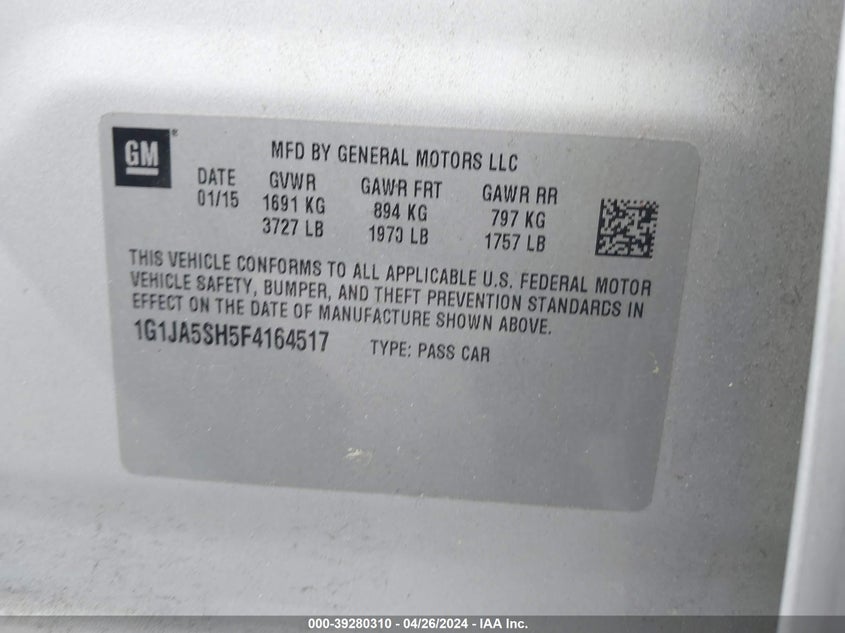 GM®
MFD BY GENERAL MOTORS LLC
DATE GVWR GAWR FRT GAWR RR
01/15 1691 KG 894 KG 797 KG
3727 LB 1970 LB 1757 LB
THIS VEHICLE CONFORMS TO ALL APPLICABLE U.S. FEDERAL MOTOR
VEHICLE SAFETY, BUMPER, AND THEFT PREVENTION STANDARDS IN
EFFECT ON THE DATE OF MANUFACTURE SHOWN ABOVE.
1G1JA5SH5F4164517 TYPE: PASS CAR
000-39280310 - 04/26/2024 - IAA Inc.